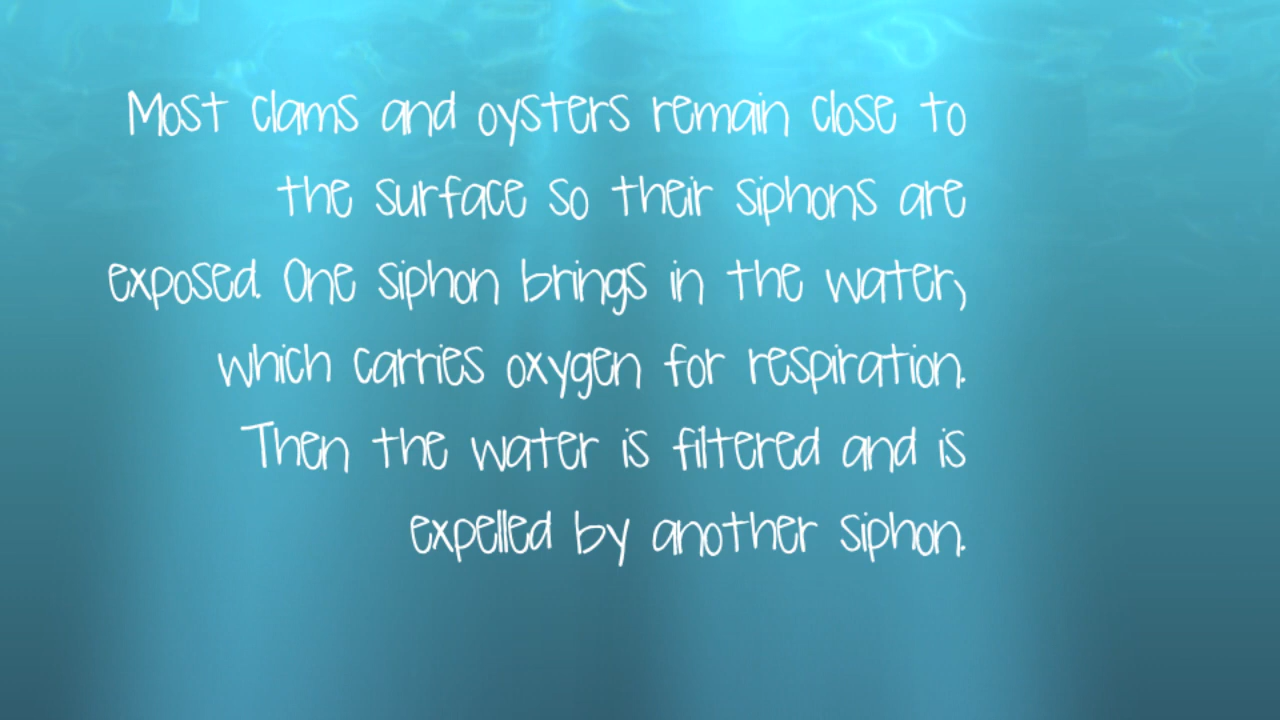 Most clams and oysters remain close to
the surface so their siphons are
exposed. One siphon brings in the water,
which carries oxygen for respiration.
Then the water is filtered and is
expelled by another siphon.